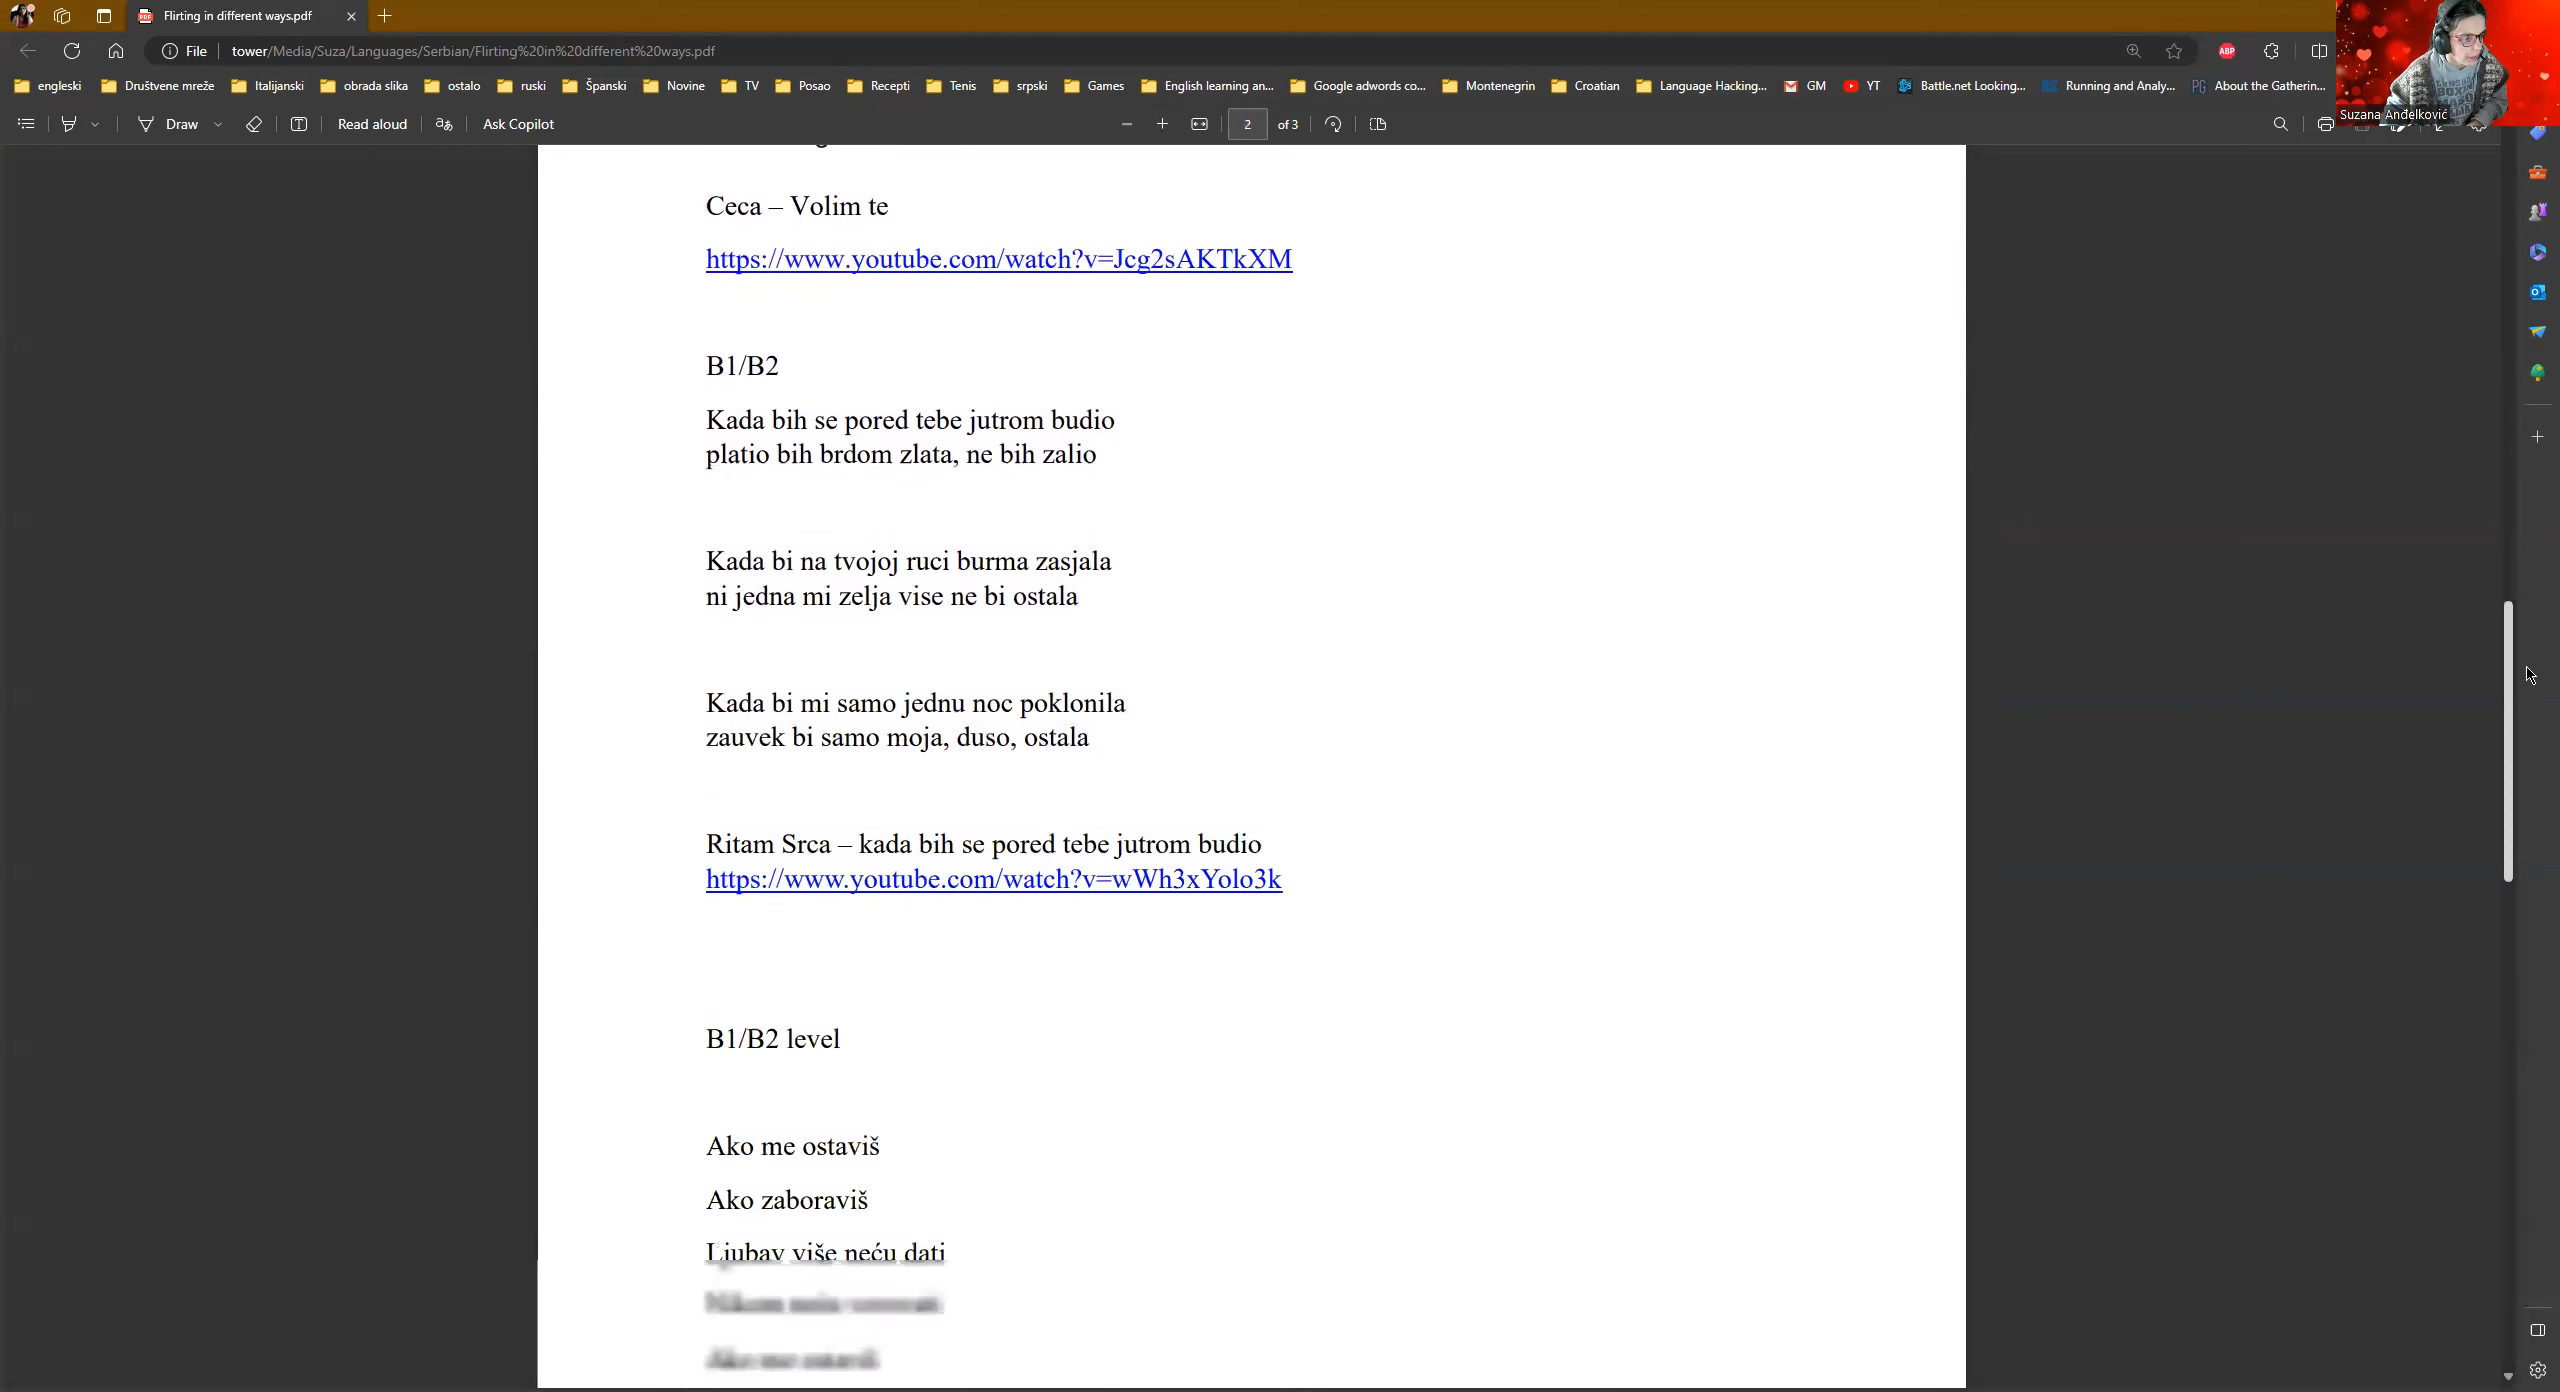 Flirting in different ways.pdf
File tower/Media/Suza/Languages/Serbian/Flirting%20in%20different%20ways.pdf
ABP
engleski Društvene mreže Italijanski obrada slika ostalo ruski Španski Novine TV Posao Recepti Tenis srpski Games English learning an... Google adwords co... Montenegrin Croatian Language Hacking... GM YT Battle.net Looking... Running and Analy... PG About the Gatherin...
Suzana Anđelković
Draw Read aloud Ask Copilot 2 of 3
Ceca – Volim te
https://www.youtube.com/watch?v=Jcg2sAKTkXM
B1/B2
Kada bih se pored tebe jutrom budio
platio bih brdom zlata, ne bih zalio
Kada bi na tvojoj ruci burma zasjala
ni jedna mi zelja vise ne bi ostala
Kada bi mi samo jednu noc poklonila
zauvek bi samo moja, duso, ostala
Ritam Srca – kada bih se pored tebe jutrom budio
https://www.youtube.com/watch?v=wWh3xYolo3k
B1/B2 level
Ako me ostaviš
Ako zaboraviš
Ljubav više neću dati